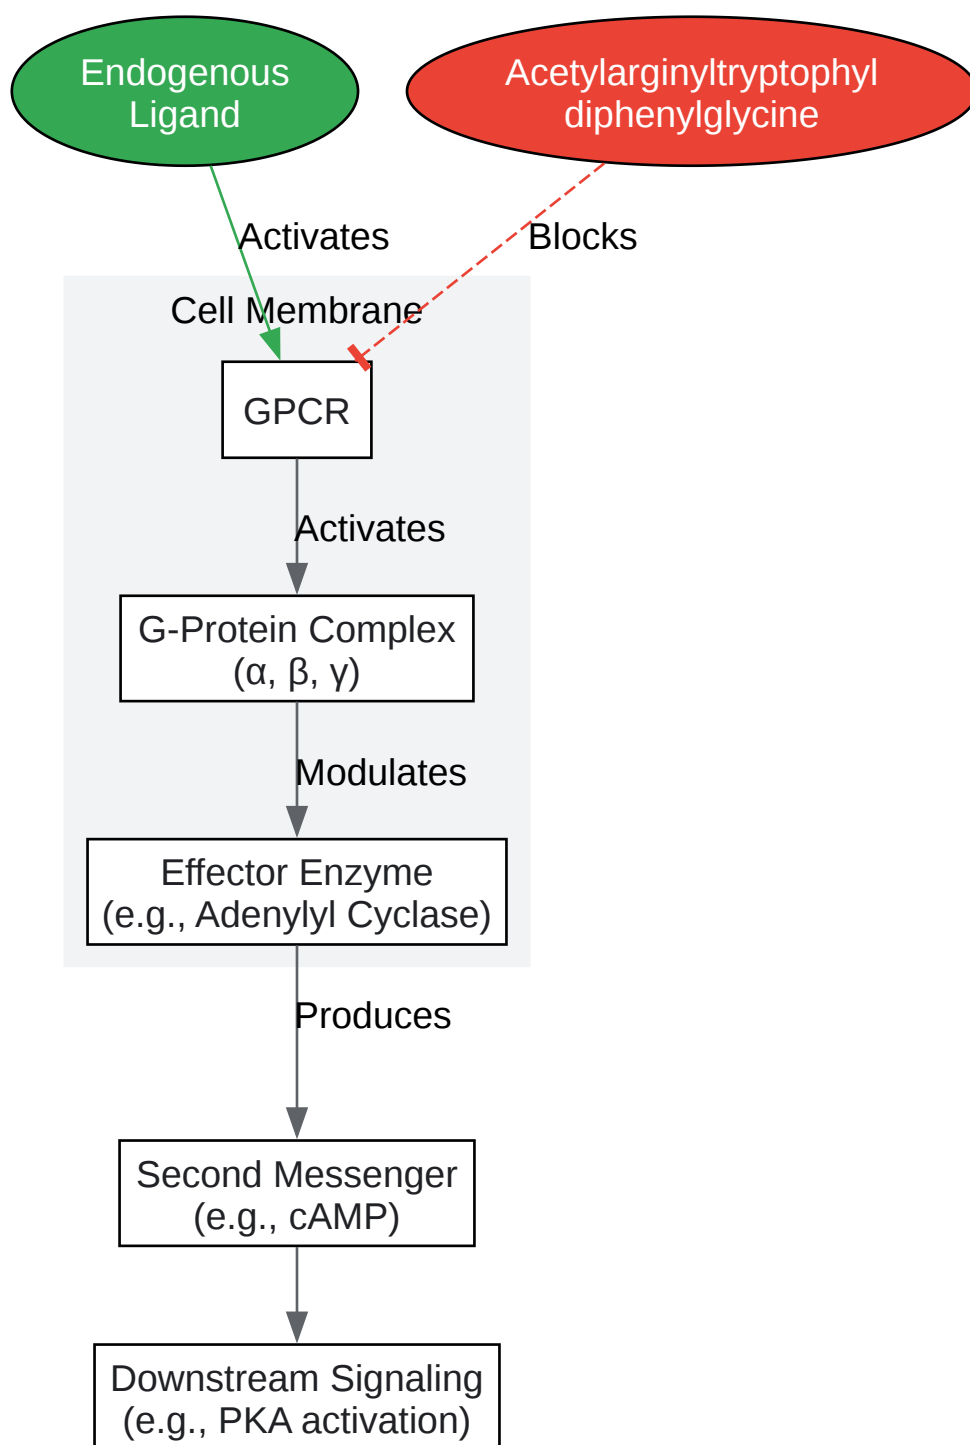 Endogenous
Ligand
Acetylarginyltryptophyl
diphenylglycine
Activates
Blocks
Cell Membrane
GPCR
Activates
G-Protein Complex
(α, β, γ)
Modulates
Effector Enzyme
(e.g., Adenylyl Cyclase)
Produces
Second Messenger
(e.g., cAMP)
Downstream Signaling
(e.g., PKA activation)